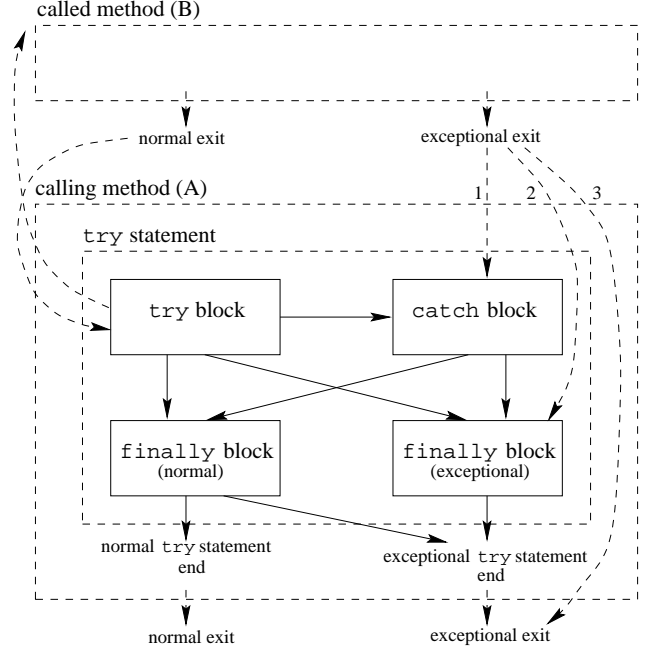 called method (B)
normal exit
exceptional exit
calling method (A)
1
2
3
try statement
try block
catch block
finally block
(normal)
finally block
(exceptional)
normal try statement
end
exceptional try statement
end
normal exit
exceptional exit